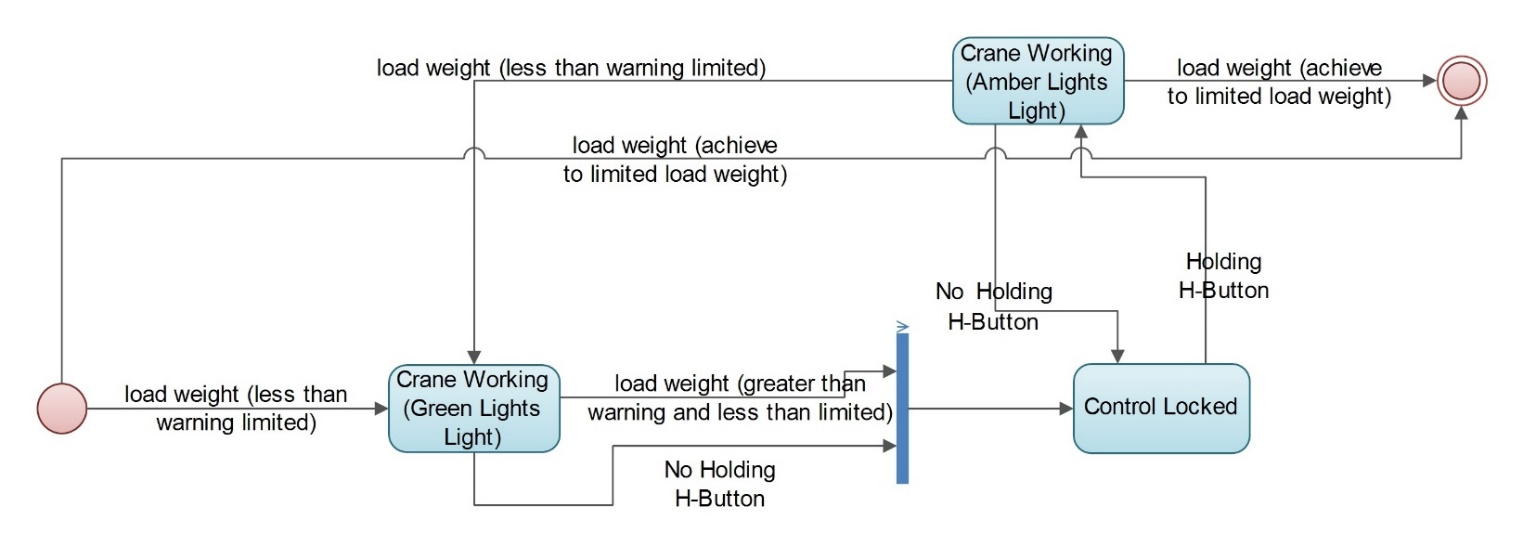 Crane Working
(Amber Lights
Light)
load weight (less than warning limited)
load weight (achieve
to limited load weight)
load weight (achieve
to limited load weight)
Holding
H-Button
No Holding
H-Button
Crane Working
(Green Lights
Light)
load weight (less than
warning limited)
load weight (greater than
warning and less than limited)
Control Locked
No Holding
H-Button